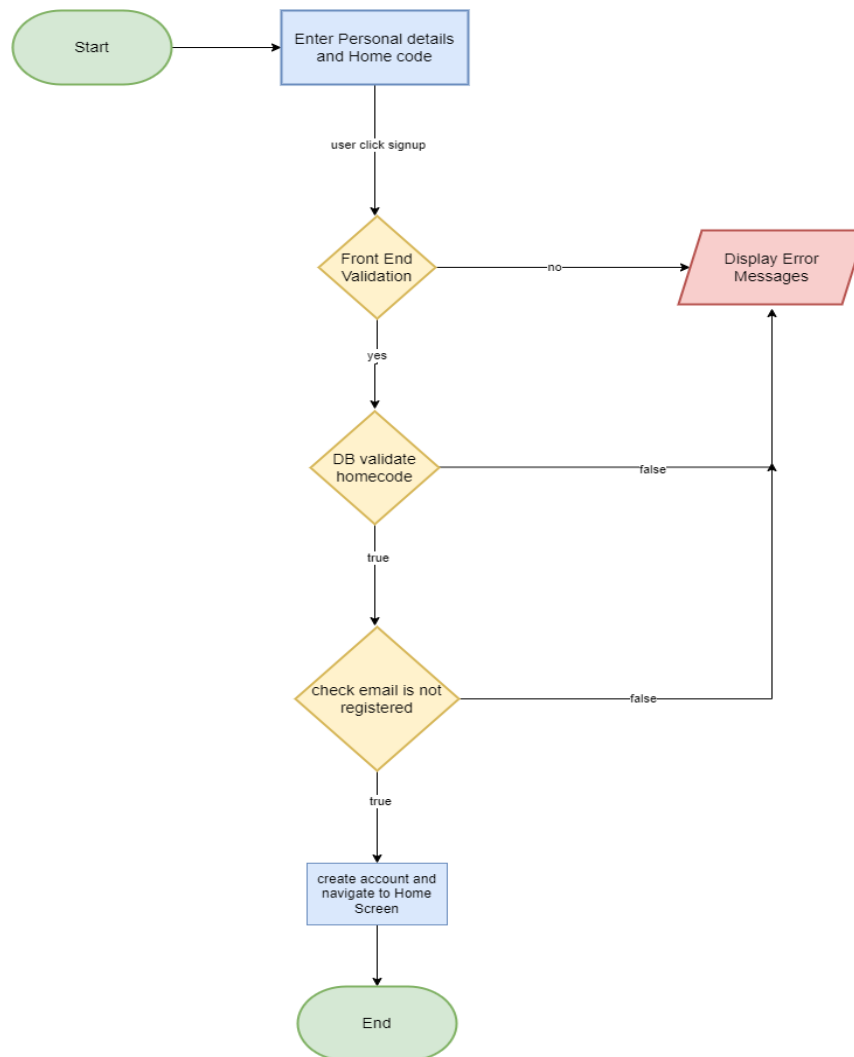 Start
Enter Personal details
and Home code
user click signup
Front End
Validation
no
Display Error
Messages
yes
DB validate
homecode
false
true
check email is not
registered
false
true
create account and
navigate to Home
Screen
End